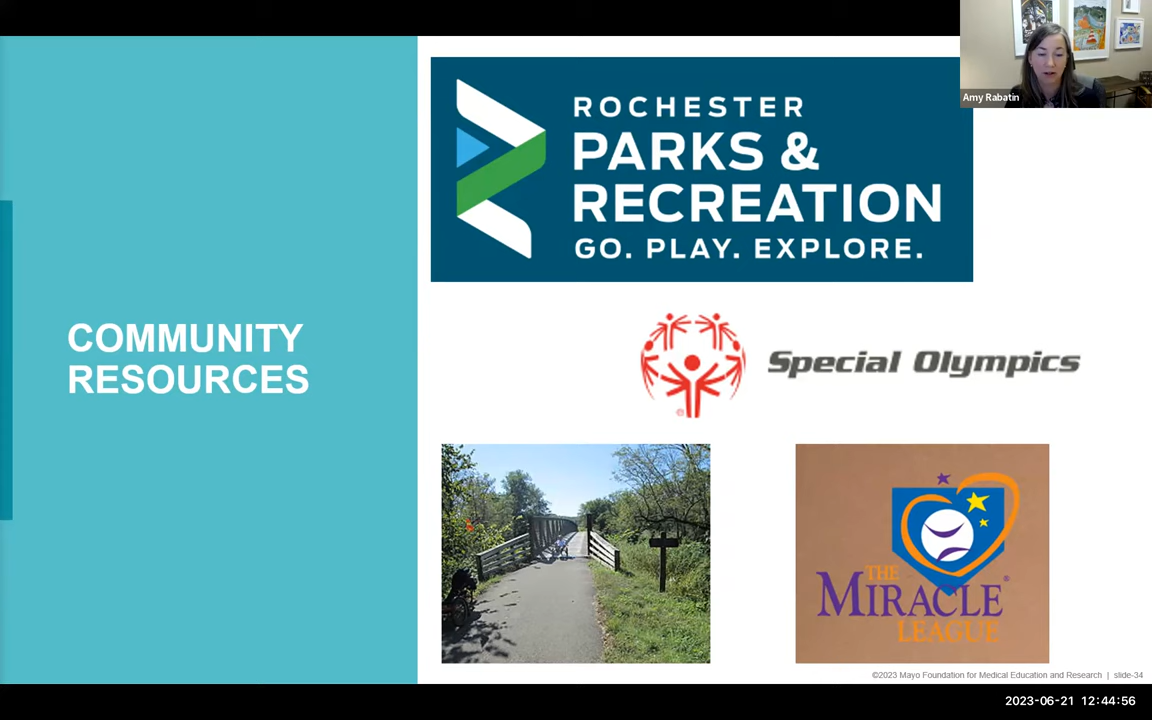 Amy Rabatin
COMMUNITY
RESOURCES
ROCHESTER
PARKS &
RECREATION
GO. PLAY. EXPLORE.
Special Olympics
®
THE
MIRACLE®
LEAGUE
©2023 Mayo Foundation for Medical Education and Research | slide-34
2023-06-21 12:44:56